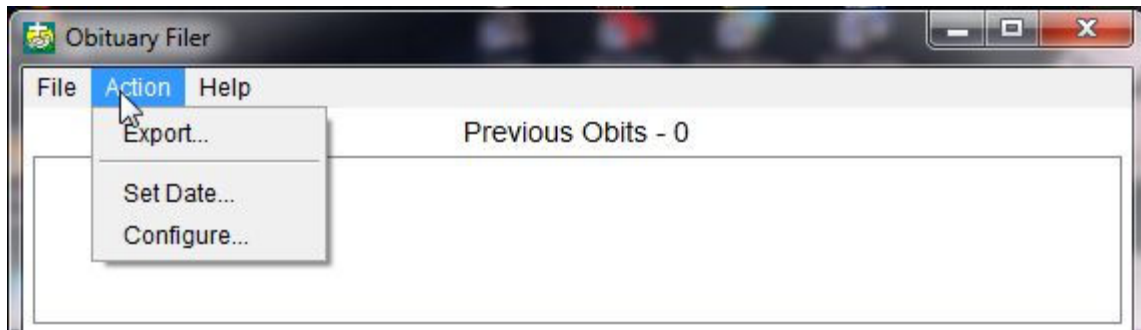 Obituary Filer
File Action Help
Export...
Previous Obits - 0
Set Date...
Configure...